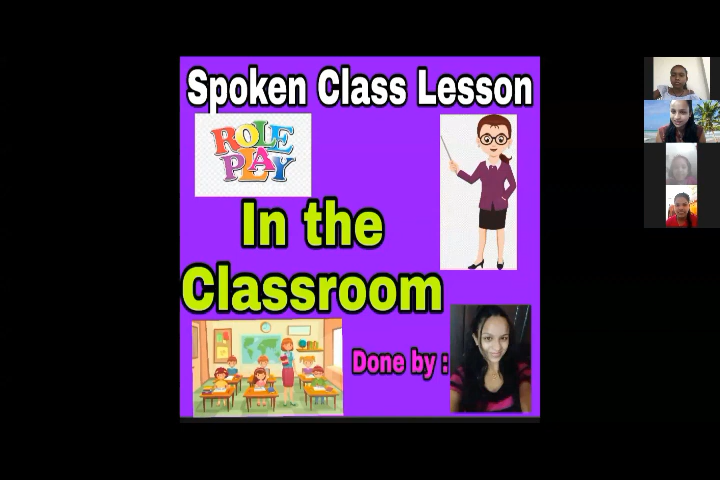 Spoken Class Lesson
ROLE
PLAY
In the
Classroom
Done by :